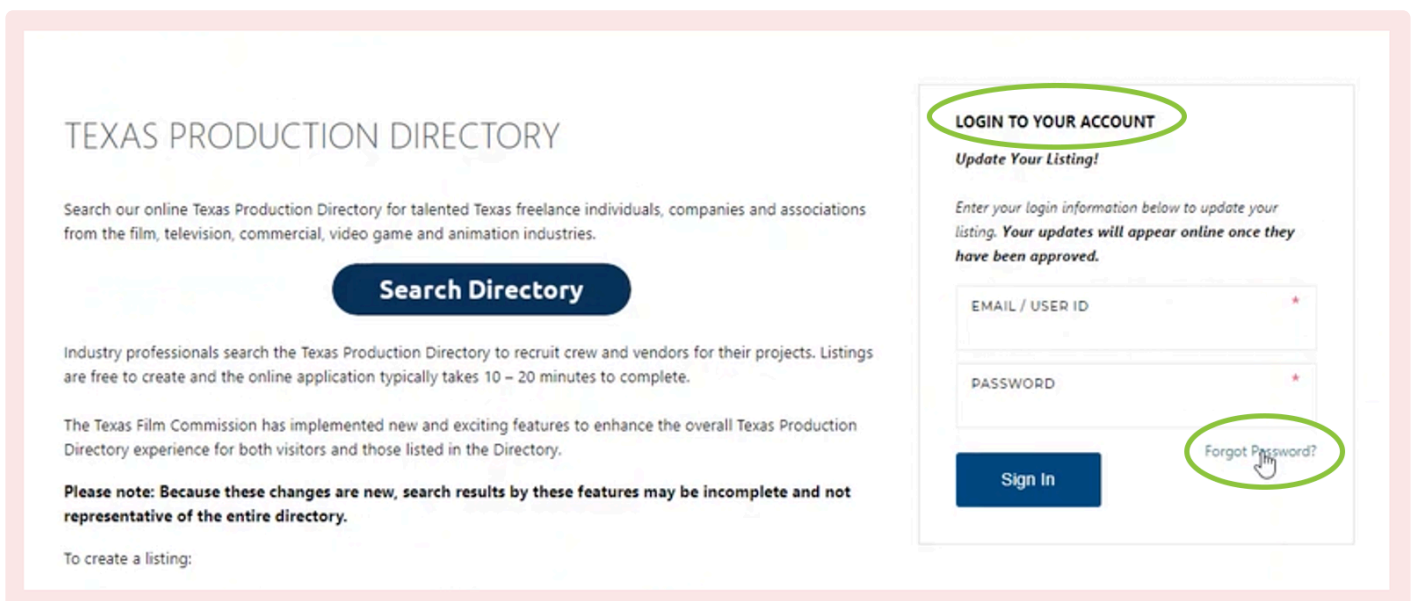 TEXAS PRODUCTION DIRECTORY
Search our online Texas Production Directory for talented Texas freelance individuals, companies and associations
from the film, television, commercial, video game and animation industries.
Search Directory
Industry professionals search the Texas Production Directory to recruit crew and vendors for their projects. Listings
are free to create and the online application typically takes 10 – 20 minutes to complete.
The Texas Film Commission has implemented new and exciting features to enhance the overall Texas Production
Directory experience for both visitors and those listed in the Directory.
Please note: Because these changes are new, search results by these features may be incomplete and not
representative of the entire directory.
To create a listing:
LOGIN TO YOUR ACCOUNT
Update Your Listing!
Enter your login information below to update your
listing. Your updates will appear online once they
have been approved.
EMAIL / USER ID *
PASSWORD *
Forgot Password?
Sign In